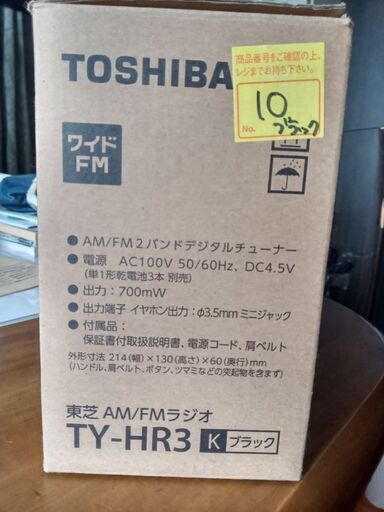 TOSHIBA
商品番号をご確認の上、
レジまでお持ち下さい。
10
No.
ブラック
ワイド
FM
●AM/FM2バンドデジタルチューナー
●電源 AC100V 50/60Hz、DC4.5V
(単1形乾電池3本 別売)
●出力：700mW
●出力端子 イヤホン出力：φ3.5mm ミニジャック
●付属品：
保証書付取扱説明書、電源コード、肩ベルト
外形寸法 214(幅)×130(高さ)×60(奥行)mm
(ハンドル、肩ベルト、ボタン、ツマミなどの突起物を含まず)
東芝 AM/FMラジオ
TY-HR3 K ブラック